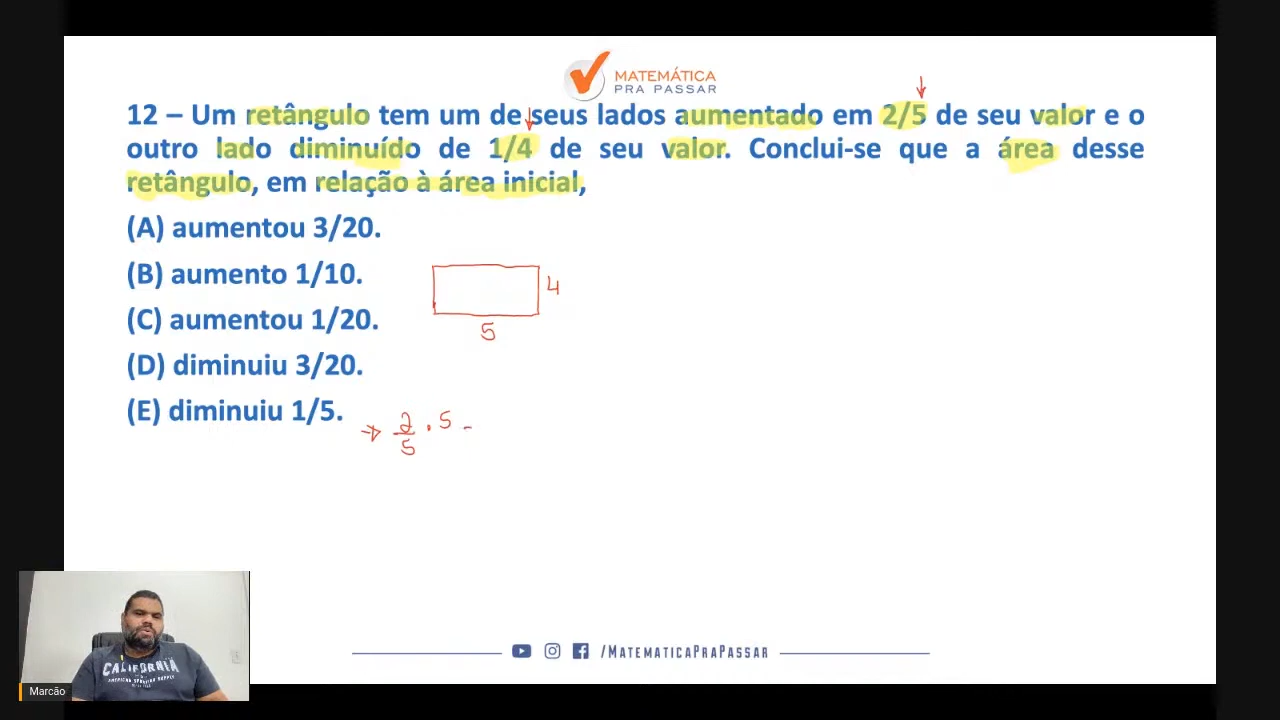 MATEMÁTICA
PRA PASSAR
12 – Um retângulo tem um de seus lados aumentado em 2/5 de seu valor e o
outro lado diminuído de 1/4 de seu valor. Conclui-se que a área desse
retângulo, em relação à área inicial,
(A) aumentou 3/20.
(B) aumento 1/10.
(C) aumentou 1/20.
(D) diminuiu 3/20.
(E) diminuiu 1/5.
4
5
2/5 . 5 -
CALIFORNIA
Marcão
/MATEMATICAPRAPASSAR